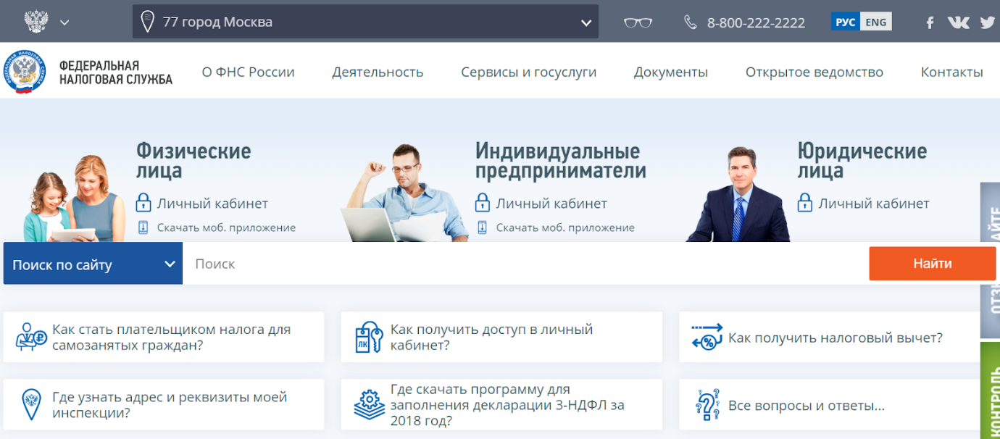 77 город Москва
8-800-222-2222
РУС ENG
ФЕДЕРАЛЬНАЯ
НАЛОГОВАЯ СЛУЖБА
О ФНС России
Деятельность
Сервисы и госуслуги
Документы
Открытое ведомство
Контакты
Физические
лица
Личный кабинет
Скачать моб. приложение
Индивидуальные
предприниматели
Личный кабинет
Скачать моб. приложение
Юридические
лица
Личный кабинет
Поиск по сайту
Поиск
Найти
Как стать плательщиком налога для
самозанятых граждан?
ЛК
Как получить доступ в личный
кабинет?
Как получить налоговый вычет?
Где узнать адрес и реквизиты моей
инспекции?
Где скачать программу для
заполнения декларации 3-НДФЛ за
2018 год?
Все вопросы и ответы...
КОНТРОЛЬ